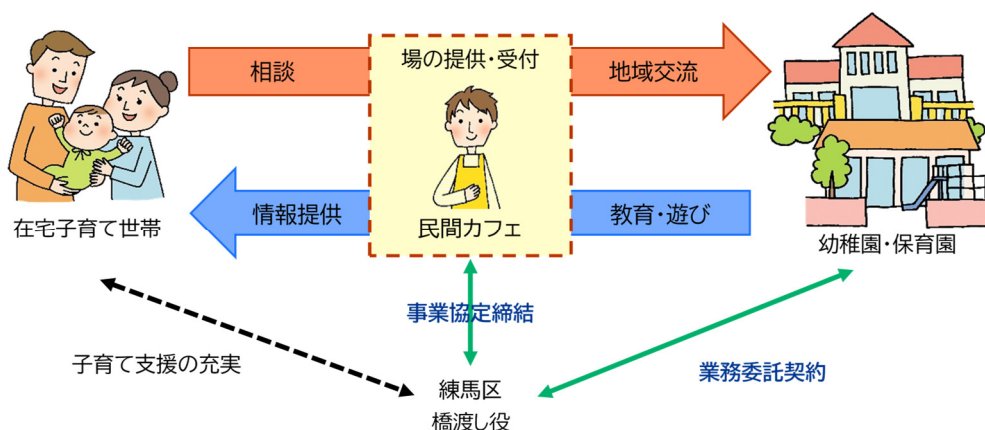 場の提供・受付
相談
地域交流
情報提供
教育・遊び
在宅子育て世帯
民間カフェ
幼稚園・保育園
事業協定締結
子育て支援の充実
業務委託契約
練馬区
橋渡し役